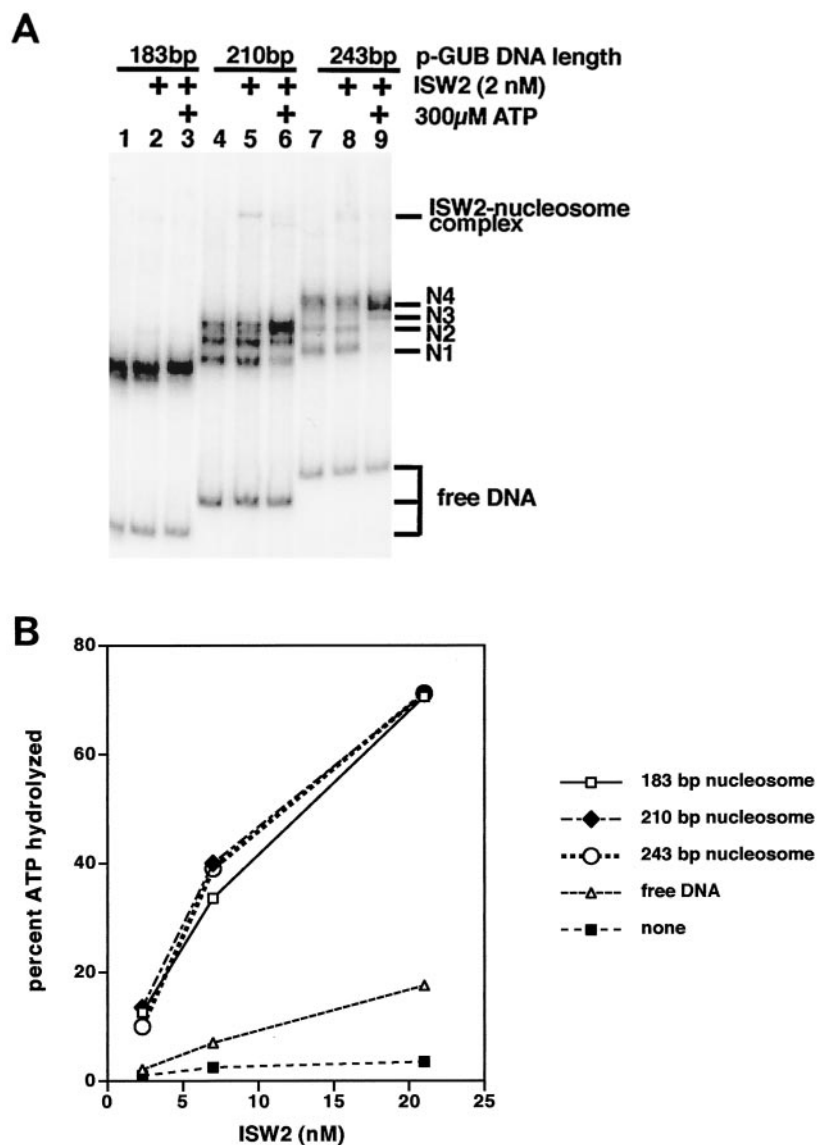 A
183bp 210bp 243bp p-GUB DNA length
+ + + + + + ISW2 (2 nM)
+ + + 300µM ATP
1 2 3 4 5 6 7 8 9
ISW2-nucleosome
complex
N4
N3
N2
N1
free DNA
B
80
60
40
20
0
0 5 10 15 20 25
percent ATP hydrolyzed
ISW2 (nM)
183 bp nucleosome
210 bp nucleosome
243 bp nucleosome
free DNA
none